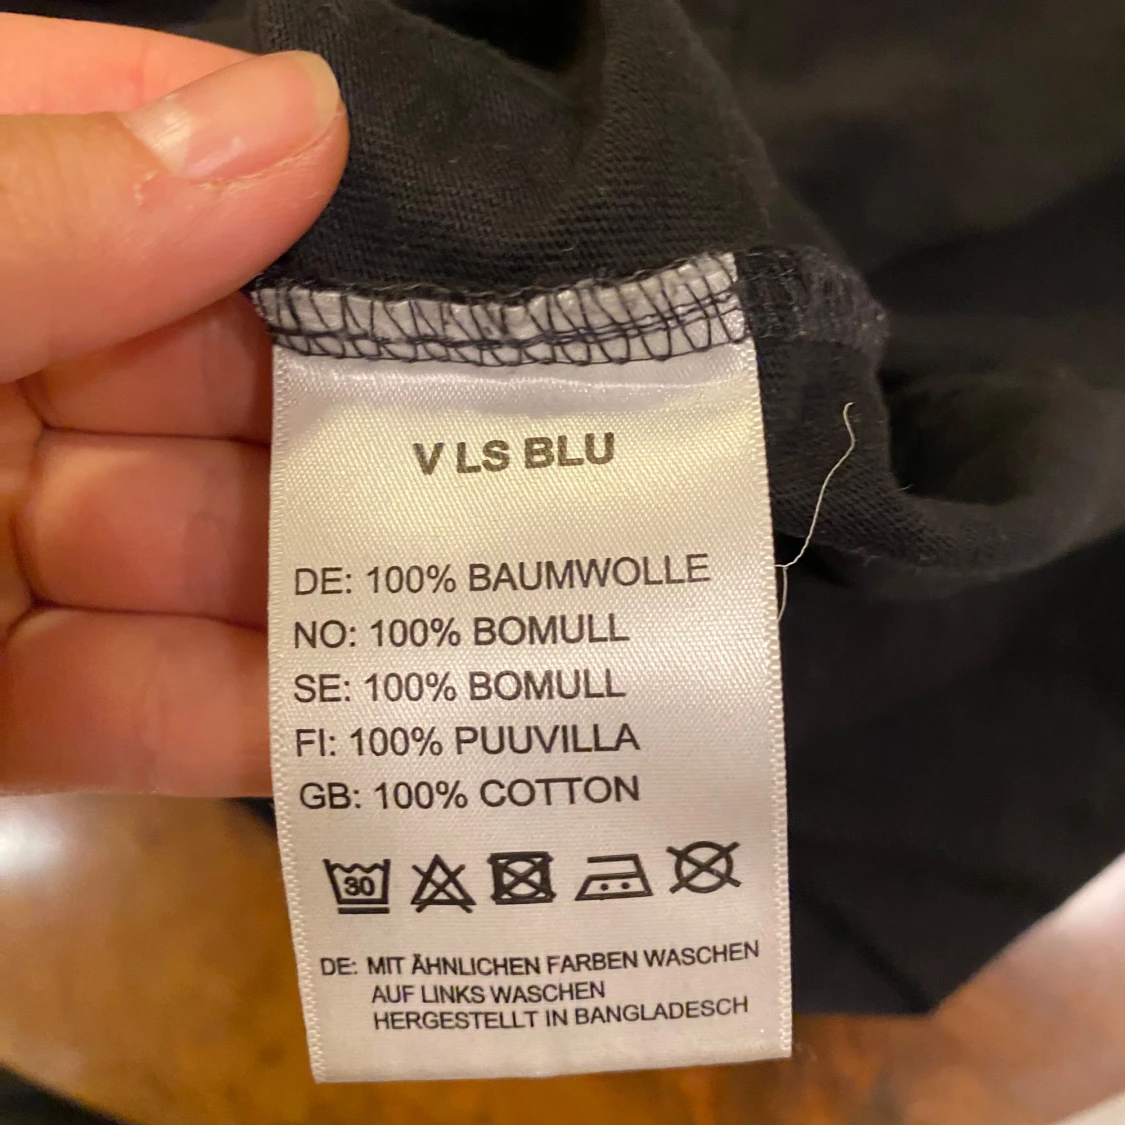 V LS BLU
DE: 100% BAUMWOLLE
NO: 100% BOMULL
SE: 100% BOMULL
FI: 100% PUUVILLA
GB: 100% COTTON
30
DE: MIT ÄHNLICHEN FARBEN WASCHEN
AUF LINKS WASCHEN
HERGESTELLT IN BANGLADESCH